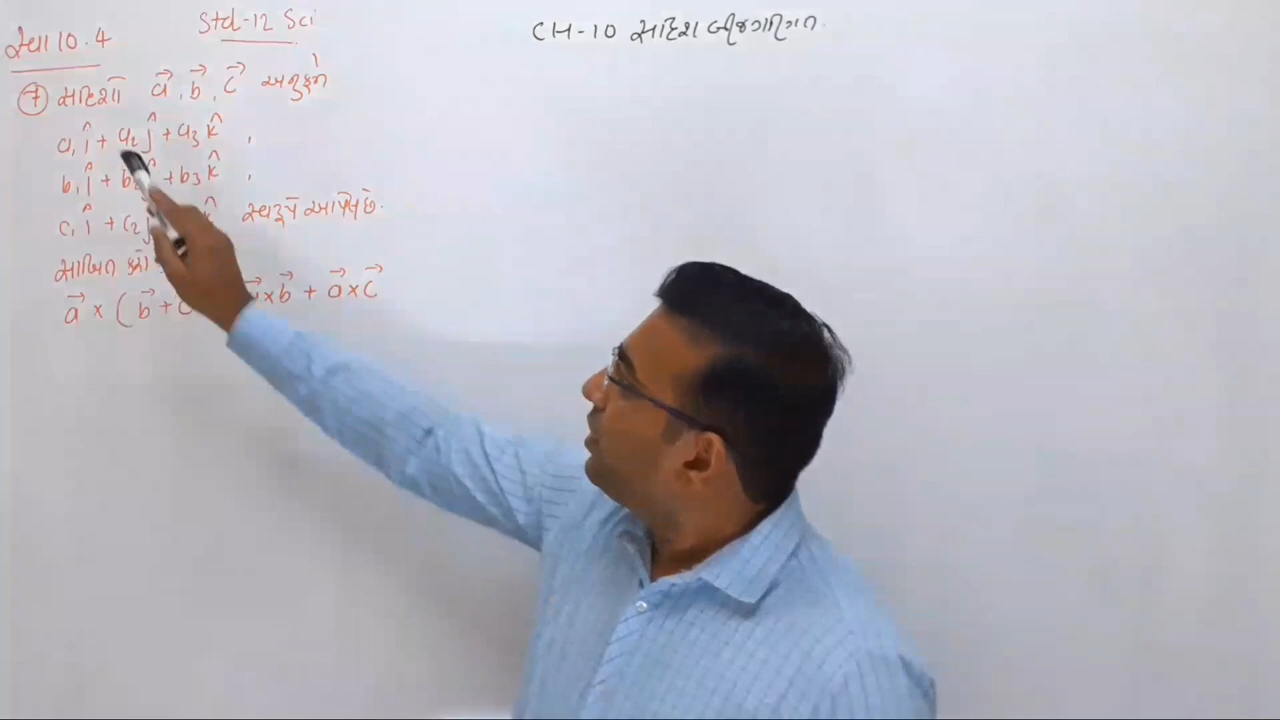 સ્વા 10.4
Std-12 Sci
CH-10 સદિશ બીજગણિત.
⑦ સદિશો a⃗, b⃗, c⃗ અનુક્રમે
a₁î + a₂ĵ + a₃k̂ ,
b₁î + b₃k̂ ,
c₁î + c₂ĵ k̂ સ્વરૂપે આપેલ છે.
સાબિત કરો
a⃗ × ( b⃗ + c × b⃗ + a⃗ × c⃗